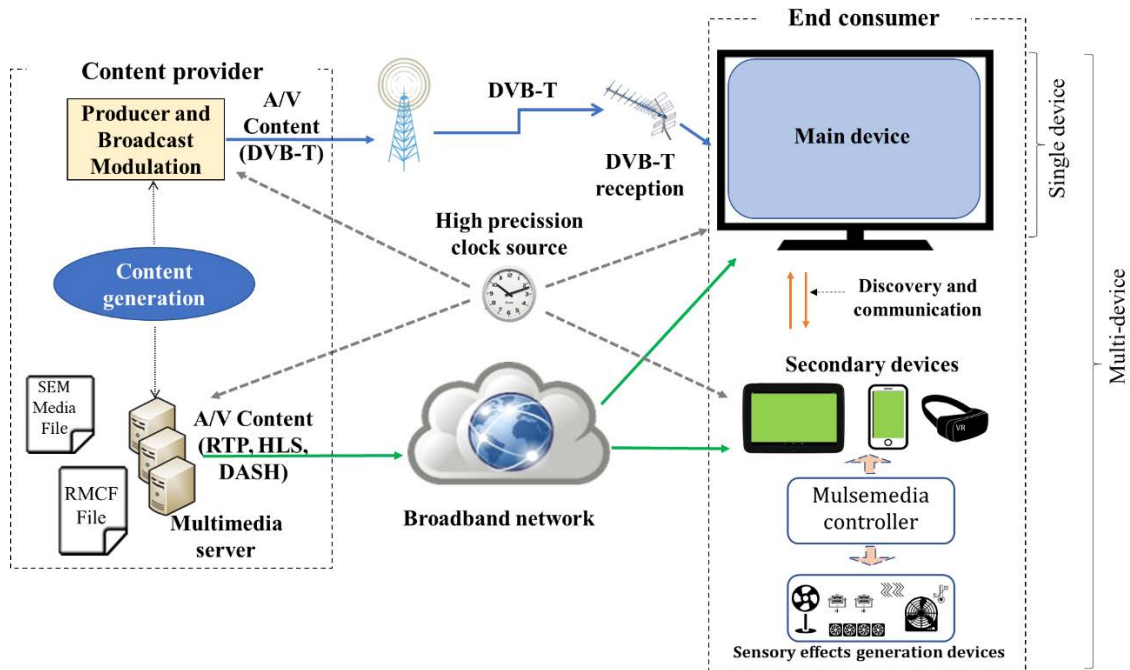 End consumer
Content provider
Producer and
Broadcast
Modulation
A/V
Content
(DVB-T)
DVB-T
DVB-T
reception
Main device
Single device
Multi-device
High precission
clock source
Content
generation
Discovery and
communication
SEM
Media
File
RMCF
File
A/V Content
(RTP, HLS,
DASH)
Multimedia
server
Broadband network
Secondary devices
VR
Mulsemedia
controller
Sensory effects generation devices